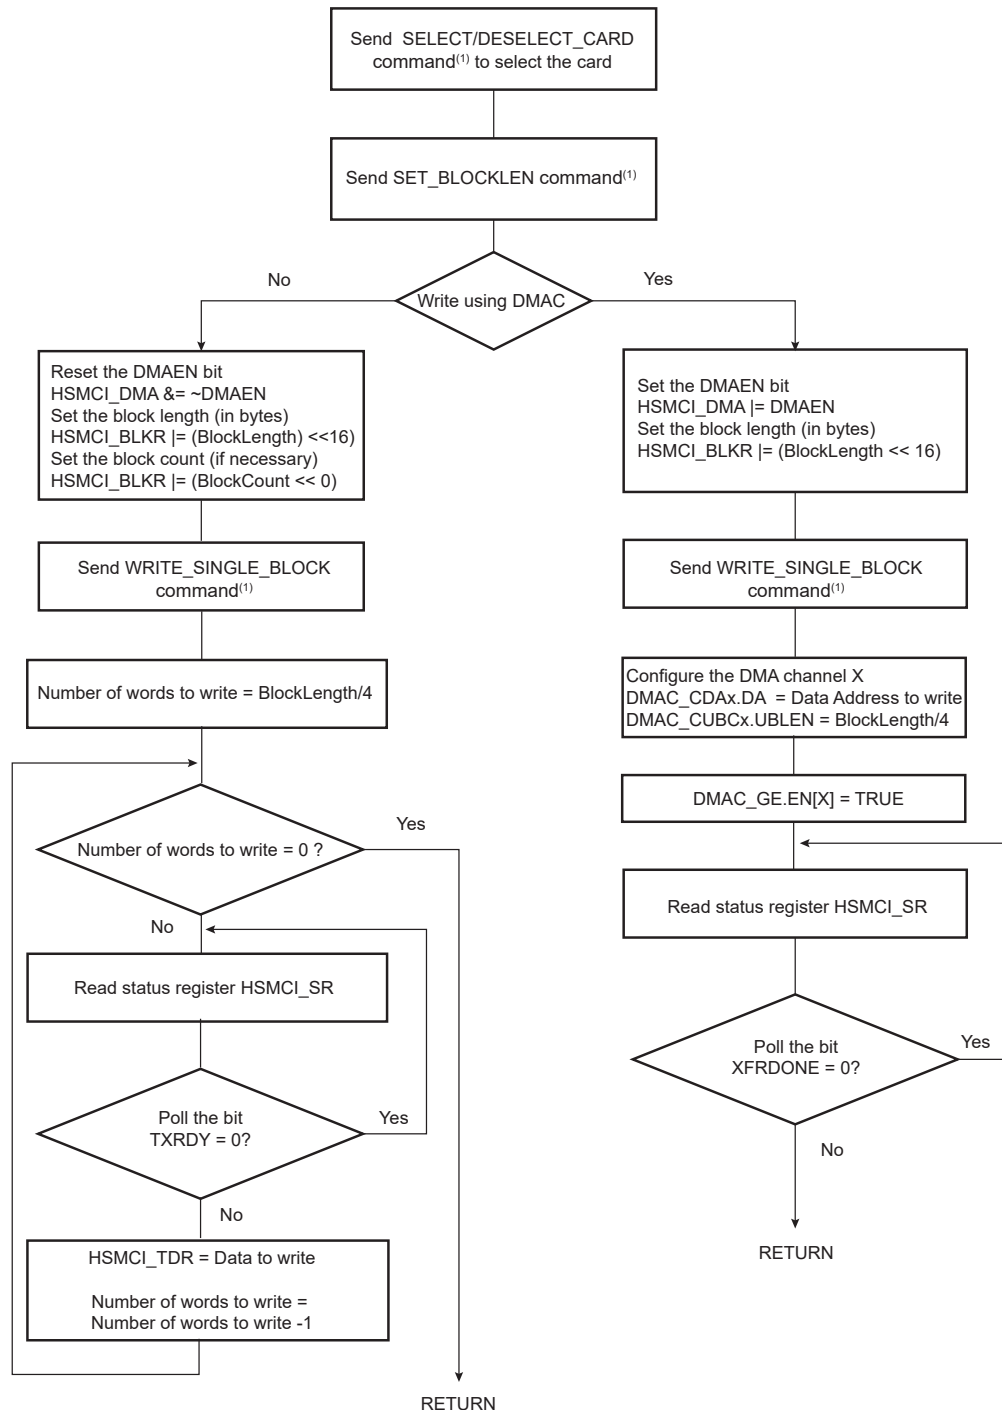 Send SELECT/DESELECT_CARD
command(1) to select the card
Send SET_BLOCKLEN command(1)
No
Yes
Write using DMAC
Reset the DMAEN bit
HSMCI_DMA &= ~DMAEN
Set the block length (in bytes)
HSMCI_BLKR |= (BlockLength) <<16)
Set the block count (if necessary)
HSMCI_BLKR |= (BlockCount << 0)
Send WRITE_SINGLE_BLOCK
command(1)
Number of words to write = BlockLength/4
Number of words to write = 0 ?
Yes
No
Read status register HSMCI_SR
Poll the bit
TXRDY = 0?
Yes
No
HSMCI_TDR = Data to write
Number of words to write =
Number of words to write -1
RETURN
Set the DMAEN bit
HSMCI_DMA |= DMAEN
Set the block length (in bytes)
HSMCI_BLKR |= (BlockLength << 16)
Send WRITE_SINGLE_BLOCK
command(1)
Configure the DMA channel X
DMAC_CDAx.DA = Data Address to write
DMAC_CUBCx.UBLEN = BlockLength/4
DMAC_GE.EN[X] = TRUE
Read status register HSMCI_SR
Poll the bit
XFRDONE = 0?
Yes
No
RETURN